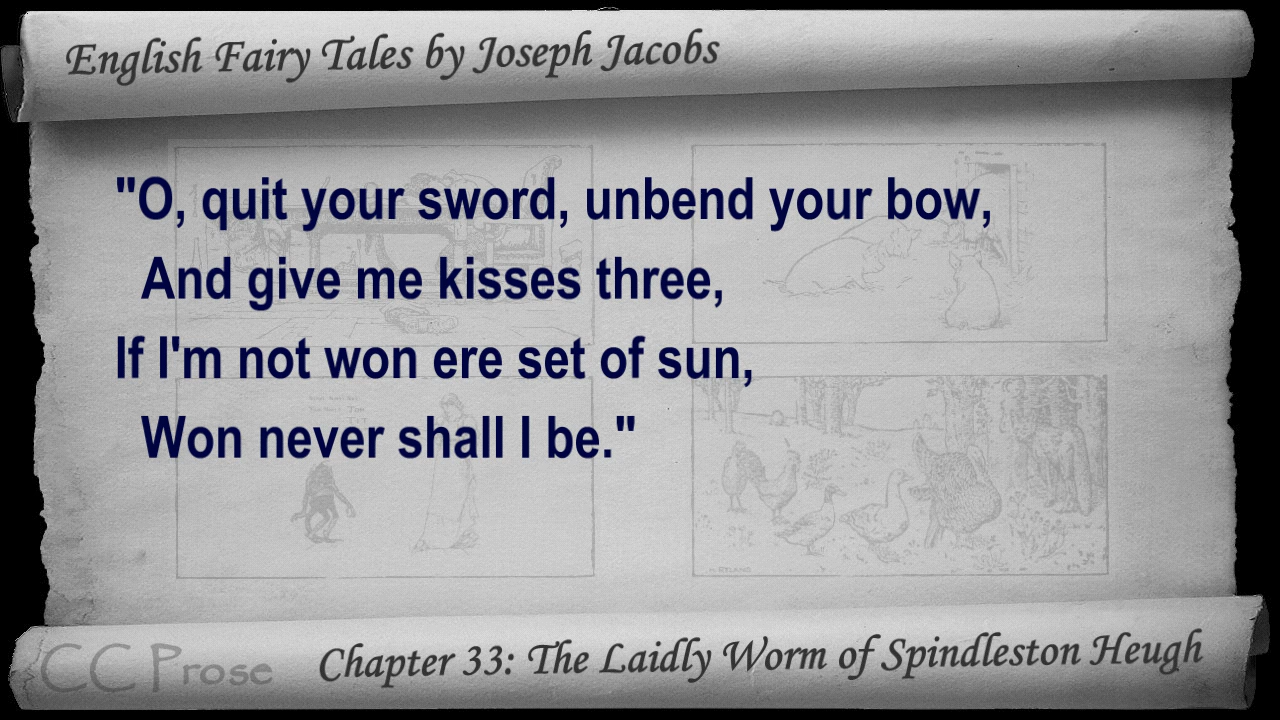 English Fairy Tales by Joseph Jacobs
"O, quit your sword, unbend your bow,
And give me kisses three,
If I'm not won ere set of sun,
Won never shall I be."
CC Prose
Chapter 33: The Laidly Worm of Spindleston Heugh